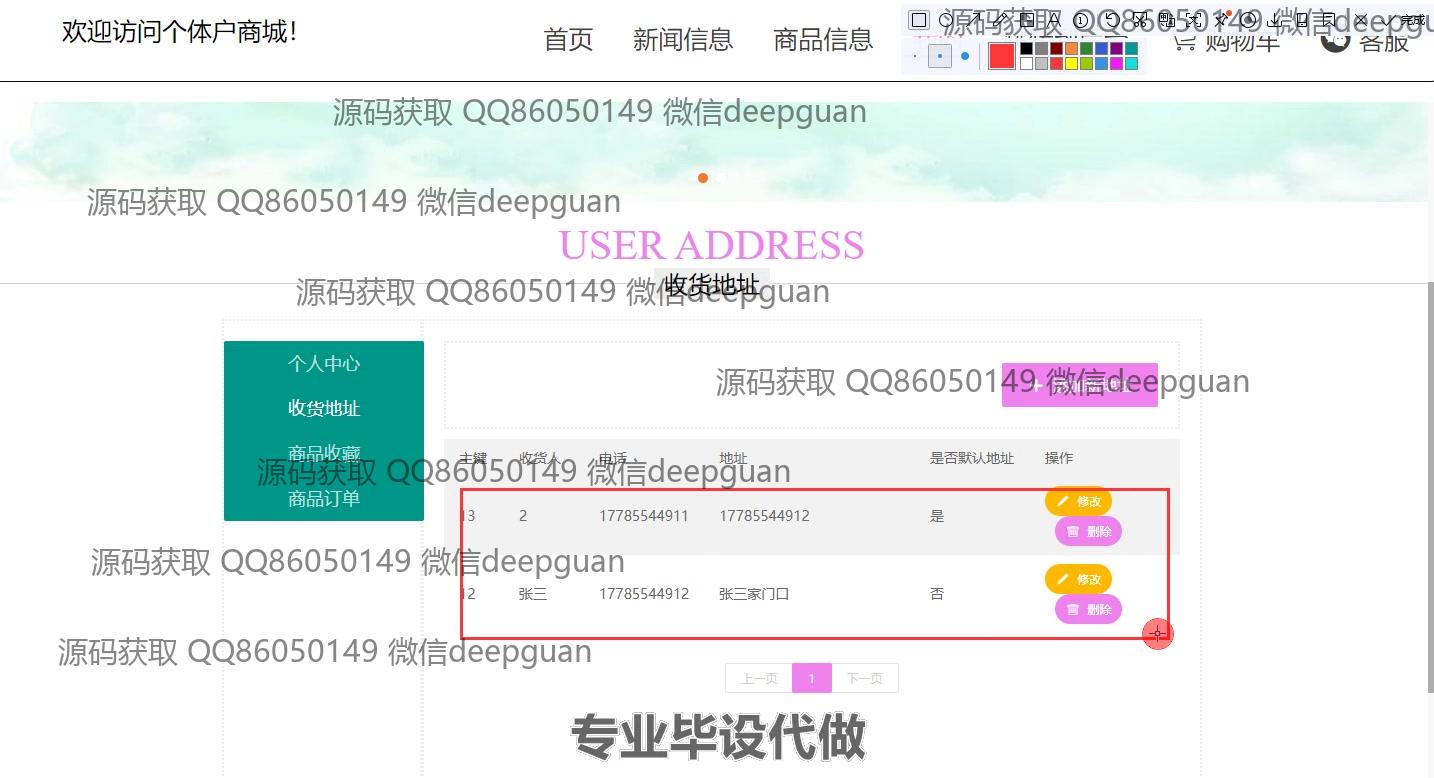 欢迎访问个体户商城！
首页 新闻信息 商品信息
购物车 客服
完成
源码获取 QQ86050149 微信deepgu
源码获取 QQ86050149 微信deepguan
源码获取 QQ86050149 微信deepguan
USER ADDRESS
收货地址
源码获取 QQ86050149 微信deepguan
个人中心
收货地址
商品收藏
商品订单
源码获取 QQ86050149 微信deepguan
主键 收货人 电话 地址 是否默认地址 操作
源码获取 QQ86050149 微信deepguan
13 2 17785544911 17785544912 是 修改
删除
源码获取 QQ86050149 微信deepguan
12 张三 17785544912 张三家门口 否 修改
删除
源码获取 QQ86050149 微信deepguan
上一页 1 下一页
专业毕设代做